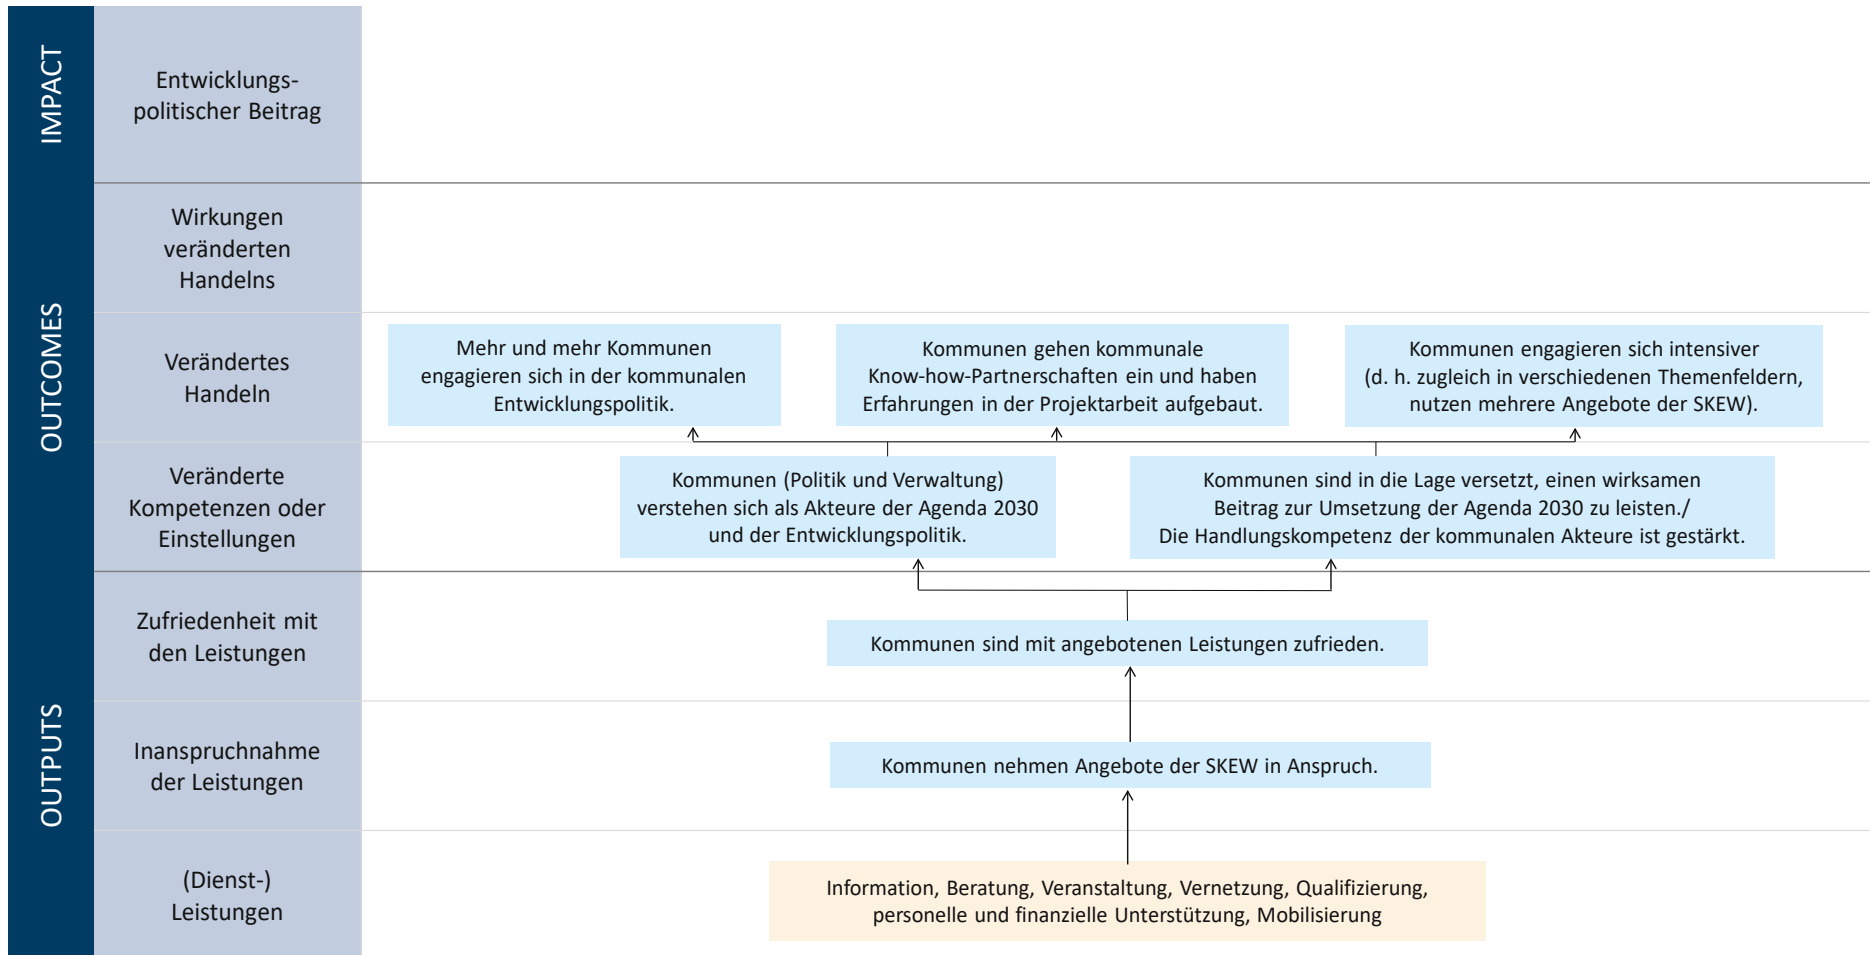 IMPACT
Entwicklungs-
politischer Beitrag
OUTCOMES
Wirkungen
veränderten
Handelns
Verändertes
Handeln
Mehr und mehr Kommunen
engagieren sich in der kommunalen
Entwicklungspolitik.
Kommunen gehen kommunale
Know-how-Partnerschaften ein und haben
Erfahrungen in der Projektarbeit aufgebaut.
Kommunen engagieren sich intensiver
(d. h. zugleich in verschiedenen Themenfeldern,
nutzen mehrere Angebote der SKEW).
Veränderte
Kompetenzen oder
Einstellungen
Kommunen (Politik und Verwaltung)
verstehen sich als Akteure der Agenda 2030
und der Entwicklungspolitik.
Kommunen sind in die Lage versetzt, einen wirksamen
Beitrag zur Umsetzung der Agenda 2030 zu leisten./
Die Handlungskompetenz der kommunalen Akteure ist gestärkt.
OUTPUTS
Zufriedenheit mit
den Leistungen
Kommunen sind mit angebotenen Leistungen zufrieden.
Inanspruchnahme
der Leistungen
Kommunen nehmen Angebote der SKEW in Anspruch.
(Dienst-)
Leistungen
Information, Beratung, Veranstaltung, Vernetzung, Qualifizierung,
personelle und finanzielle Unterstützung, Mobilisierung